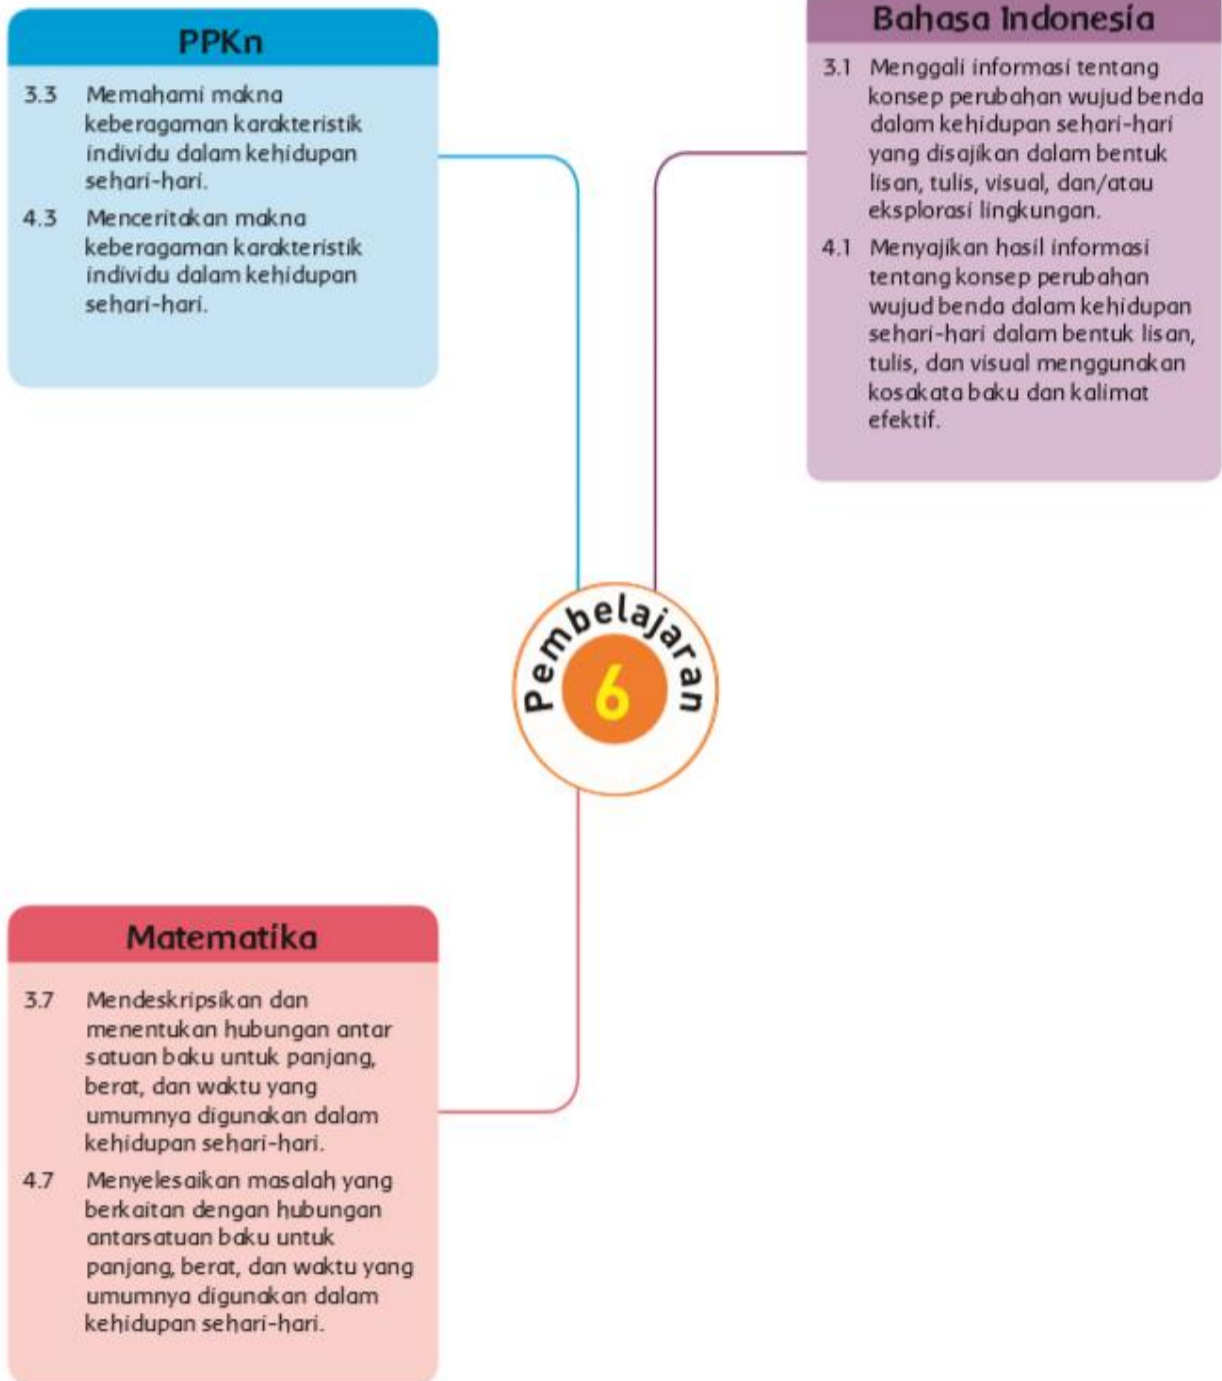 PPKn
3.3 Memahami makna
keberagaman karakteristik
individu dalam kehidupan
sehari-hari.
4.3 Menceritakan makna
keberagaman karakteristik
individu dalam kehidupan
sehari-hari.
Bahasa Indonesia
3.1 Menggali informasi tentang
konsep perubahan wujud benda
dalam kehidupan sehari-hari
yang disajikan dalam bentuk
lisan, tulis, visual, dan/atau
eksplorasi lingkungan.
4.1 Menyajikan hasil informasi
tentang konsep perubahan
wujud benda dalam kehidupan
sehari-hari dalam bentuk lisan,
tulis, dan visual menggunakan
kosakata baku dan kalimat
efektif.
Pembelajaran
6
Matematika
3.7 Mendeskripsikan dan
menentukan hubungan antar
satuan baku untuk panjang,
berat, dan waktu yang
umumnya digunakan dalam
kehidupan sehari-hari.
4.7 Menyelesaikan masalah yang
berkaitan dengan hubungan
antarsatuan baku untuk
panjang, berat, dan waktu yang
umumnya digunakan dalam
kehidupan sehari-hari.